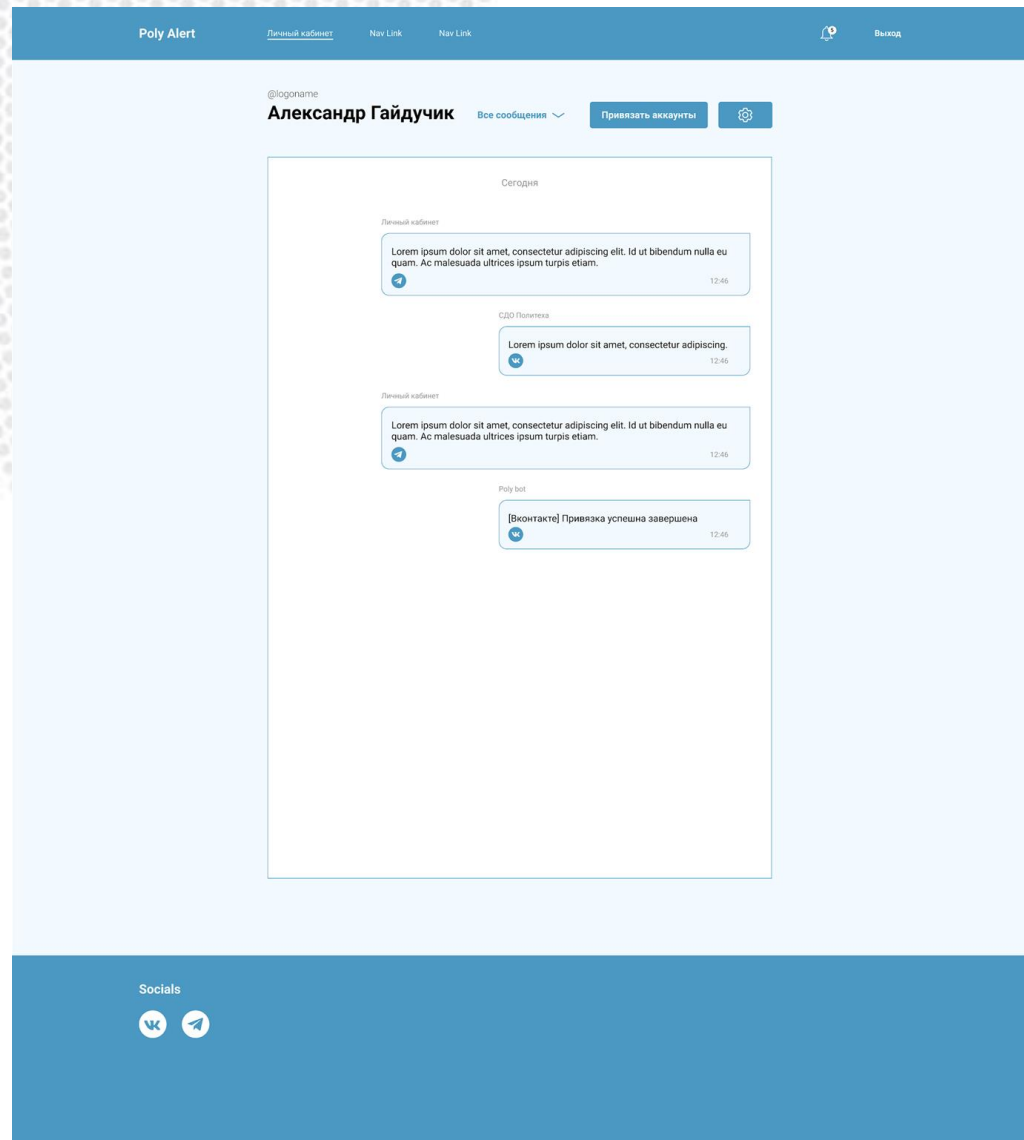 Poly Alert Личный кабинет Nav Link Nav Link 5 Выход
@logoname
Александр Гайдучик Все сообщения Привязать аккаунты
Сегодня
Личный кабинет
Lorem ipsum dolor sit amet, consectetur adipiscing elit. Id ut bibendum nulla eu
quam. Ac malesuada ultrices ipsum turpis etiam.
12:46
СДО Политеха
Lorem ipsum dolor sit amet, consectetur adipiscing.
12:46
Личный кабинет
Lorem ipsum dolor sit amet, consectetur adipiscing elit. Id ut bibendum nulla eu
quam. Ac malesuada ultrices ipsum turpis etiam.
12:46
Poly bot
[Вконтакте] Привязка успешна завершена
12:46
Socials